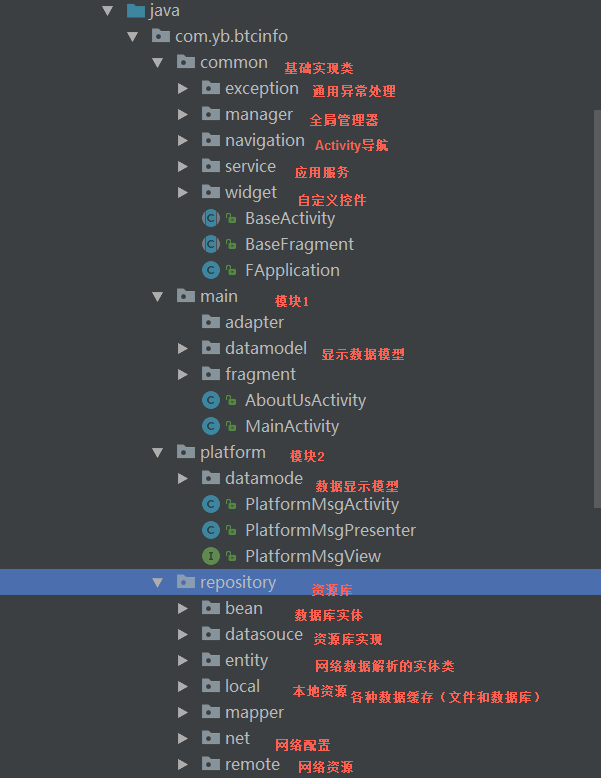 java
com.yb.btcinfo
common 基础实现类
exception 通用异常处理
manager 全局管理器
navigation Activity导航
service 应用服务
widget 自定义控件
BaseActivity
BaseFragment
FApplication
main 模块1
adapter
datamodel 显示数据模型
fragment
AboutUsActivity
MainActivity
platform 模块2
datamode 数据显示模型
PlatformMsgActivity
PlatformMsgPresenter
PlatformMsgView
repository 资源库
bean 数据库实体
datasouce 资源库实现
entity 网络数据解析的实体类
local 本地资源 各种数据缓存（文件和数据库）
mapper
net 网络配置
remote 网络资源